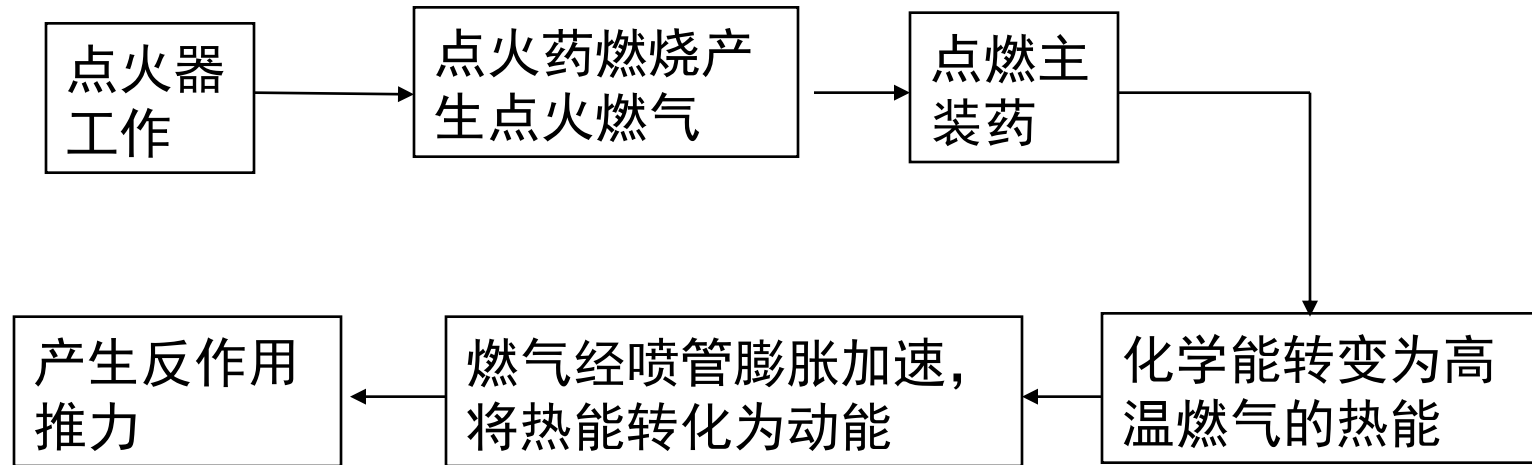 点火器
工作
点火药燃烧产
生点火燃气
点燃主
装药
化学能转变为高
温燃气的热能
燃气经喷管膨胀加速,
将热能转化为动能
产生反作用
推力